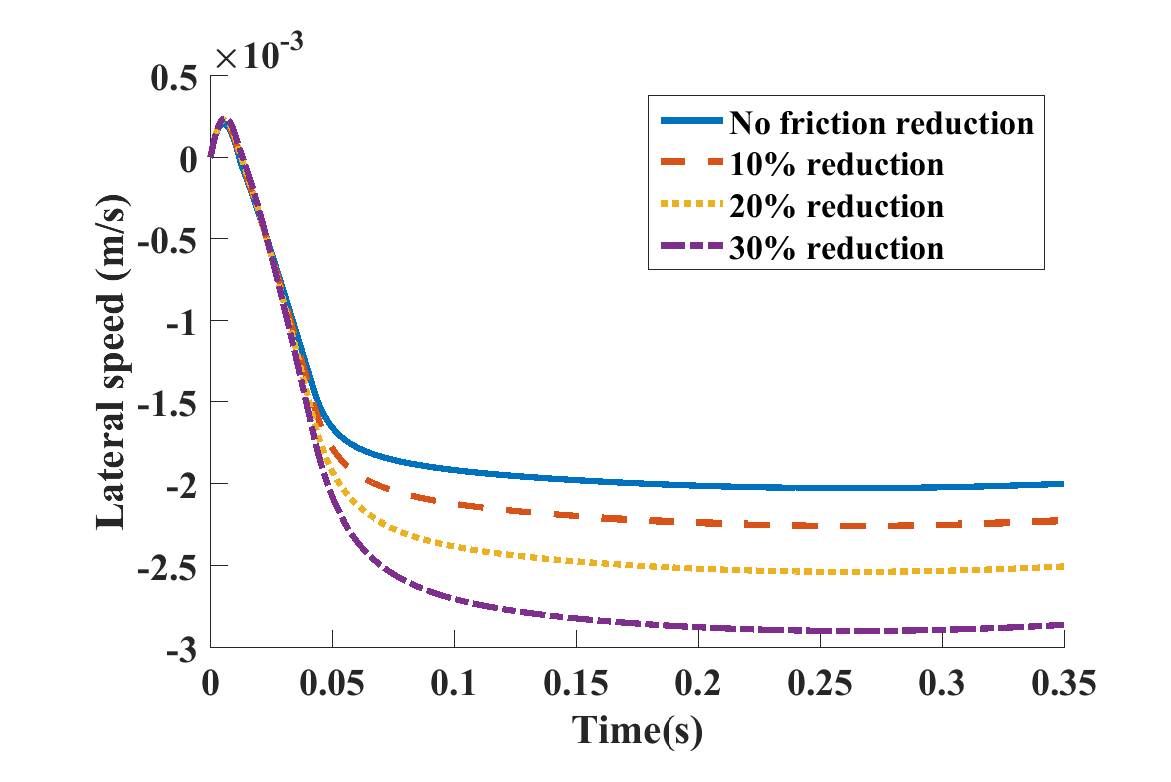 ×10-3
0.5
0
-0.5
-1
-1.5
-2
-2.5
-3
Lateral speed (m/s)
No friction reduction
10% reduction
20% reduction
30% reduction
0 0.05 0.1 0.15 0.2 0.25 0.3 0.35
Time(s)